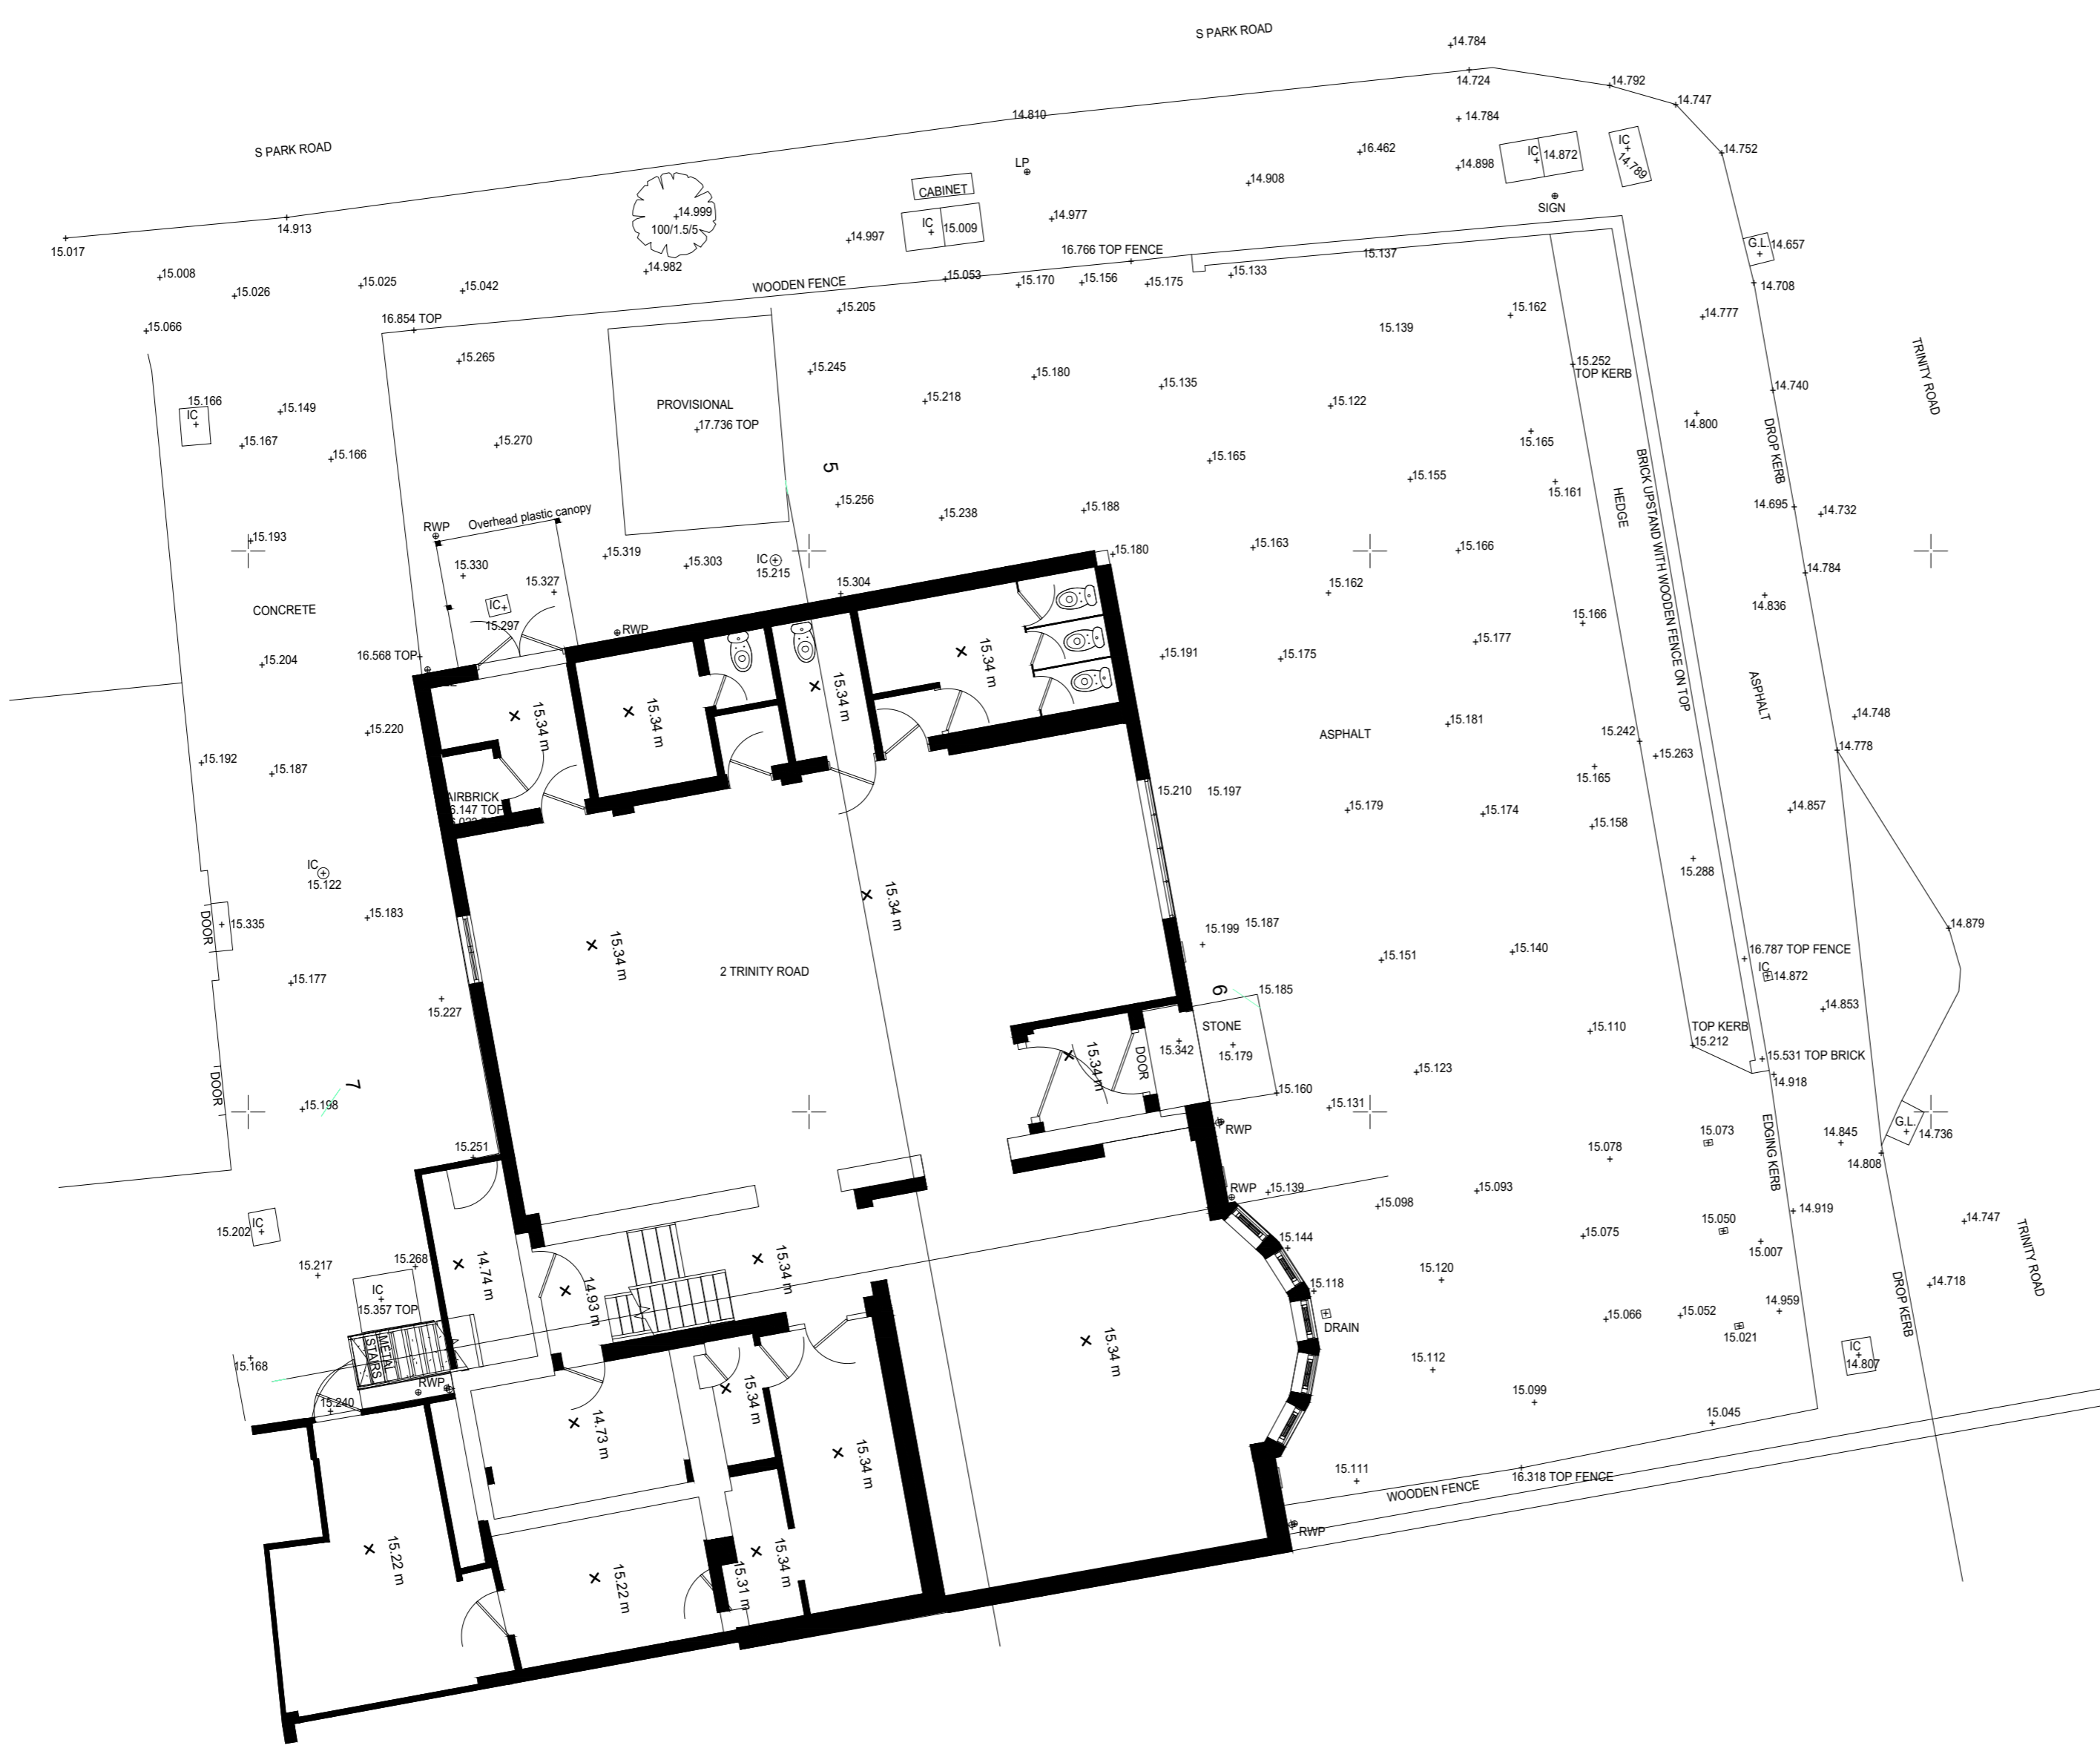 S PARK ROAD
14.784
14.724
14.792
14.747
14.810
14.784
S PARK ROAD
LP
16.462
14.898
IC
14.872
IC
14.789
14.752
CABINET
14.908
SIGN
14.999
100/1.5/5
14.977
15.017
14.913
14.997
IC
15.009
G.L.
14.657
16.766 TOP FENCE
15.137
14.982
15.008
15.026
15.025
15.042
WOODEN FENCE
15.053
15.170
15.156
15.175
15.133
14.708
15.066
16.854 TOP
15.205
15.139
15.162
14.777
TRINITY ROAD
15.265
15.245
15.180
15.135
15.252
TOP KERB
14.740
15.166
IC
15.149
PROVISIONAL
17.736 TOP
15.218
15.122
14.800
15.167
15.166
15.270
5
15.165
15.165
DROP KERB
15.155
15.161
BRICK UPSTAND WITH WOODEN FENCE ON TOP
HEDGE
15.256
15.238
15.188
14.695
14.732
Overhead plastic canopy
RWP
15.193
15.319
15.303
IC
15.215
15.180
15.163
15.166
15.330
15.327
15.304
15.162
14.784
14.836
CONCRETE
IC
15.297
RWP
15.166
15.204
16.568 TOP
15.191
15.175
15.177
15.34 m
15.34 m
15.34 m
15.34 m
ASPHALT
15.220
15.181
15.242
15.263
14.748
14.778
ASPHALT
15.192
15.187
15.165
AIRBRICK
6.147 TOP
15.210
15.197
15.179
15.174
15.158
14.857
IC
15.122
15.288
15.335
DOOR
15.183
15.34 m
15.34 m
15.199
15.187
15.151
15.140
14.879
16.787 TOP FENCE
IC
14.872
2 TRINITY ROAD
15.177
15.227
6
15.185
14.853
STONE
15.179
15.342
15.34 m
DOOR
15.110
TOP KERB
15.212
15.531 TOP BRICK
14.918
DOOR
7
15.198
15.123
15.160
15.131
RWP
G.L.
14.736
15.251
15.078
15.073
EDGING KERB
14.845
14.808
RWP
15.139
15.098
15.093
15.202
IC
15.217
15.268
14.74 m
14.93 m
15.34 m
15.144
15.075
15.050
15.007
14.919
14.747
TRINITY ROAD
IC
15.357 TOP
15.118
15.120
14.718
DROP KERB
METAL
STAIRS
DRAIN
15.066
15.052
15.021
14.959
IC
14.807
15.168
15.34 m
15.112
RWP
15.240
15.34 m
15.099
15.045
14.73 m
15.34 m
15.111
WOODEN FENCE
16.318 TOP FENCE
RWP
15.22 m
15.22 m
15.31 m
15.34 m